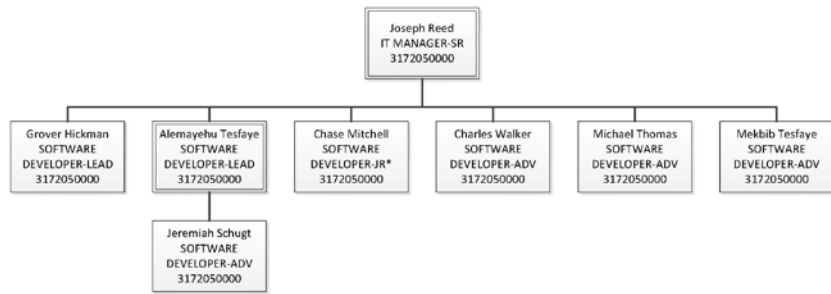 Joseph Reed
IT MANAGER-SR
3172050000
Grover Hickman
SOFTWARE
DEVELOPER-LEAD
3172050000
Alemayehu Tesfaye
SOFTWARE
DEVELOPER-LEAD
3172050000
Chase Mitchell
SOFTWARE
DEVELOPER-JR*
3172050000
Charles Walker
SOFTWARE
DEVELOPER-ADV
3172050000
Michael Thomas
SOFTWARE
DEVELOPER-ADV
3172050000
Mekbib Tesfaye
SOFTWARE
DEVELOPER-ADV
3172050000
Jeremiah Schugt
SOFTWARE
DEVELOPER-ADV
3172050000